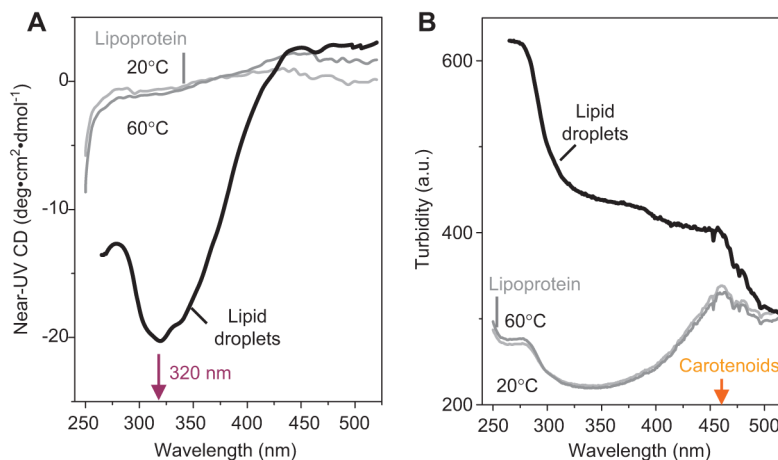 A
Near-UV CD (deg•cm²•dmol⁻¹)
0
-10
-20
Lipoprotein
20°C
60°C
Lipid
droplets
320 nm
250 300 350 400 450 500
Wavelength (nm)
B
Turbidity (a.u.)
600
400
200
Lipid
droplets
Lipoprotein
60°C
20°C
Carotenoids
250 300 350 400 450 500
Wavelength (nm)